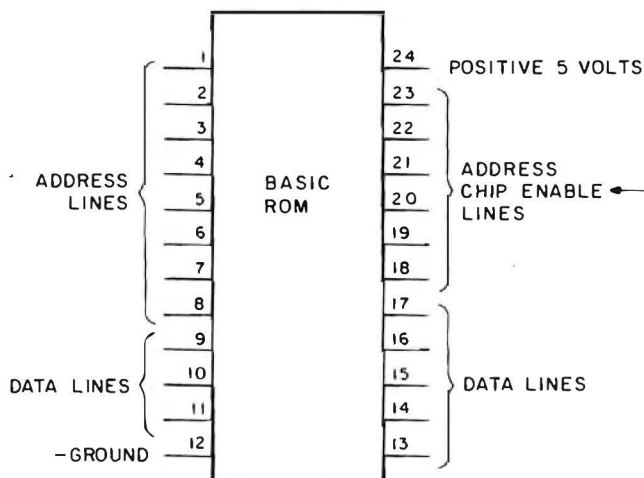 1
2
3
4
5
6
7
8
9
10
11
12
ADDRESS
LINES
DATA LINES
-GROUND
BASIC
ROM
24
23
22
21
20
19
18
17
16
15
14
13
POSITIVE 5 VOLTS
ADDRESS
CHIP ENABLE
LINES
DATA LINES